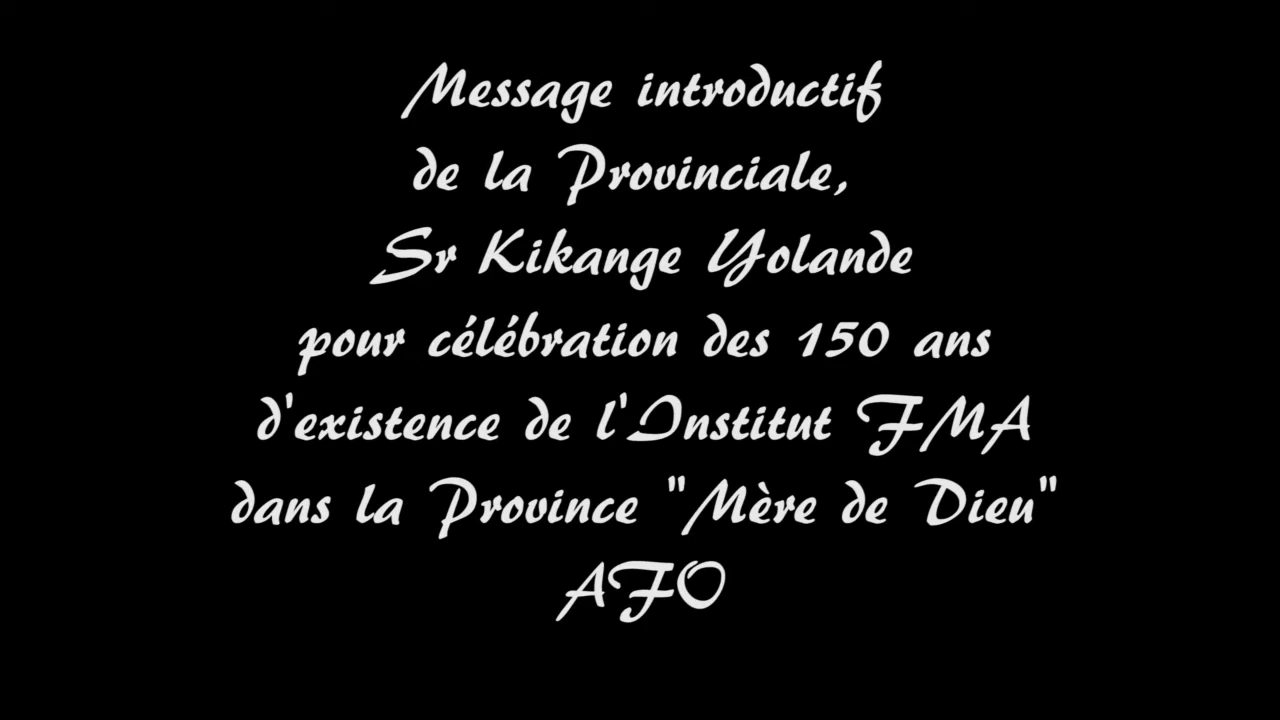 Message introductif
de la Provinciale,
Sr Kikange Yolande
pour célébration des 150 ans
d'existence de l'Institut FMA
dans la Province "Mère de Dieu"
AFO